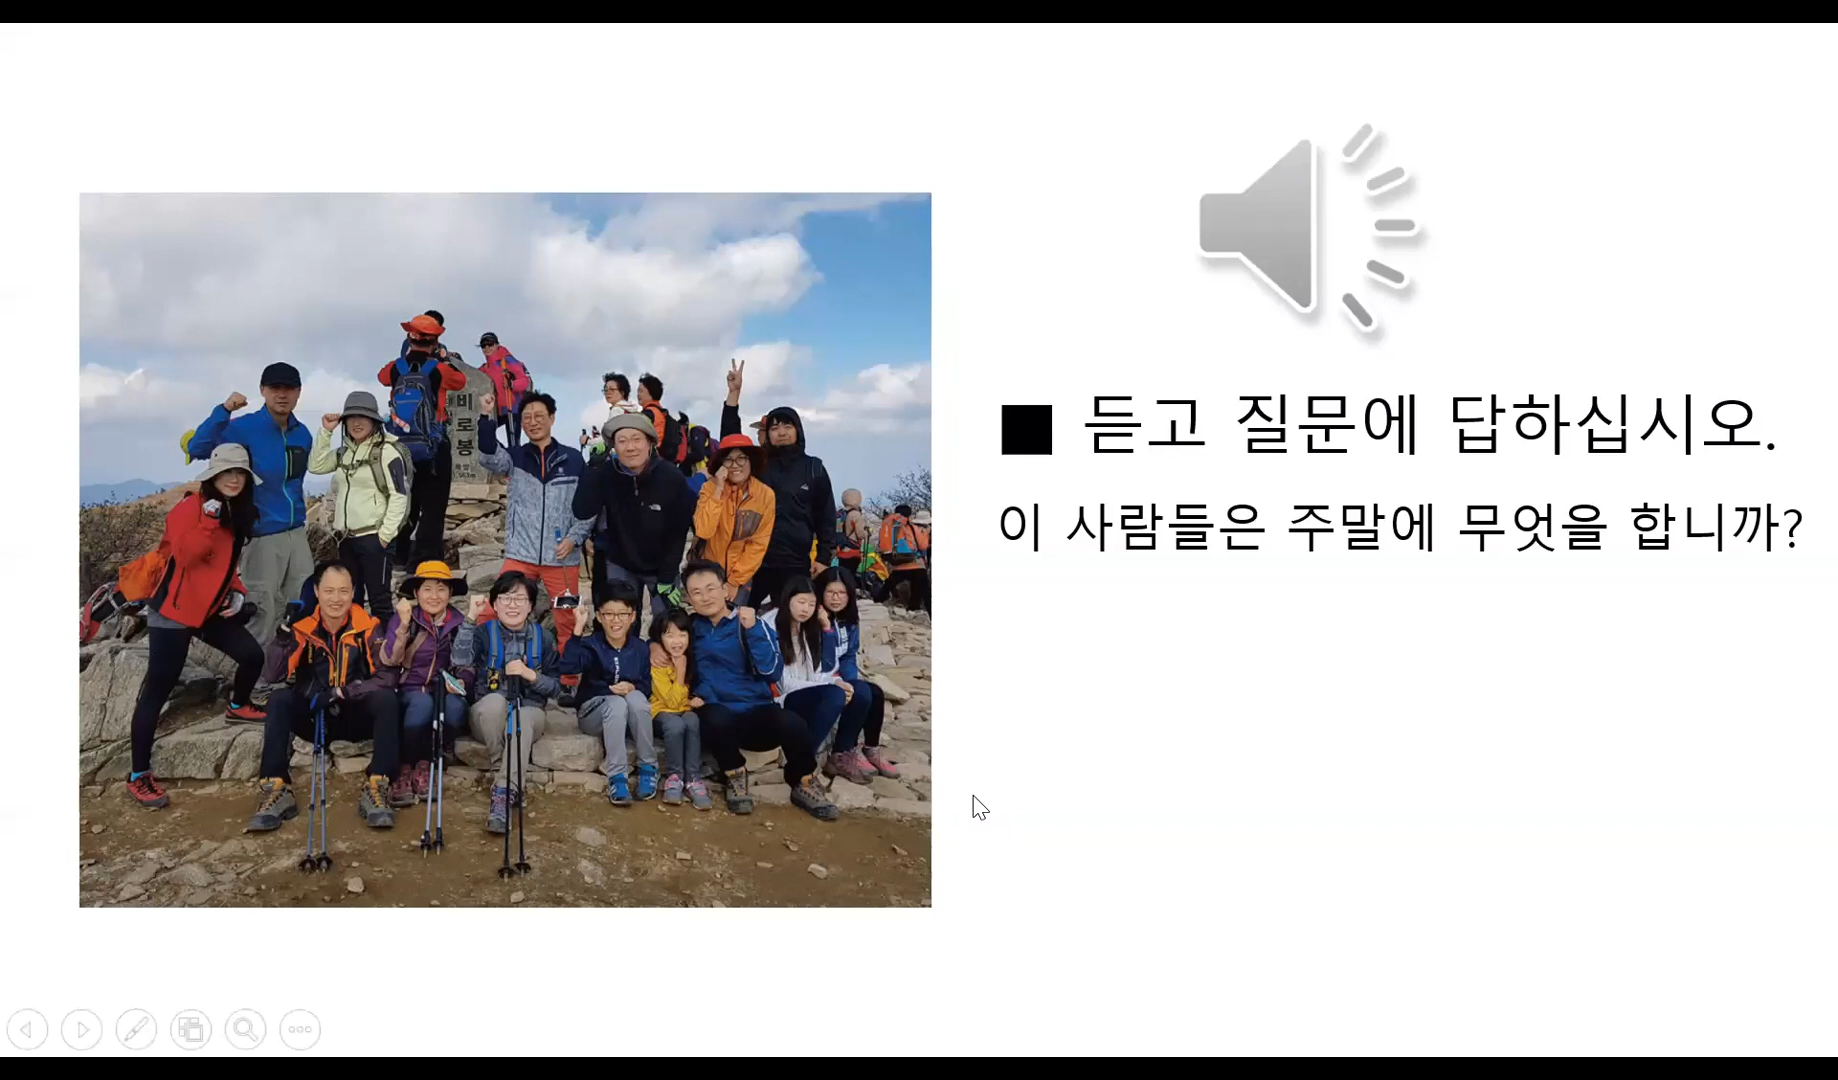 비로봉
■ 듣고 질문에 답하십시오.
이 사람들은 주말에 무엇을 합니까?